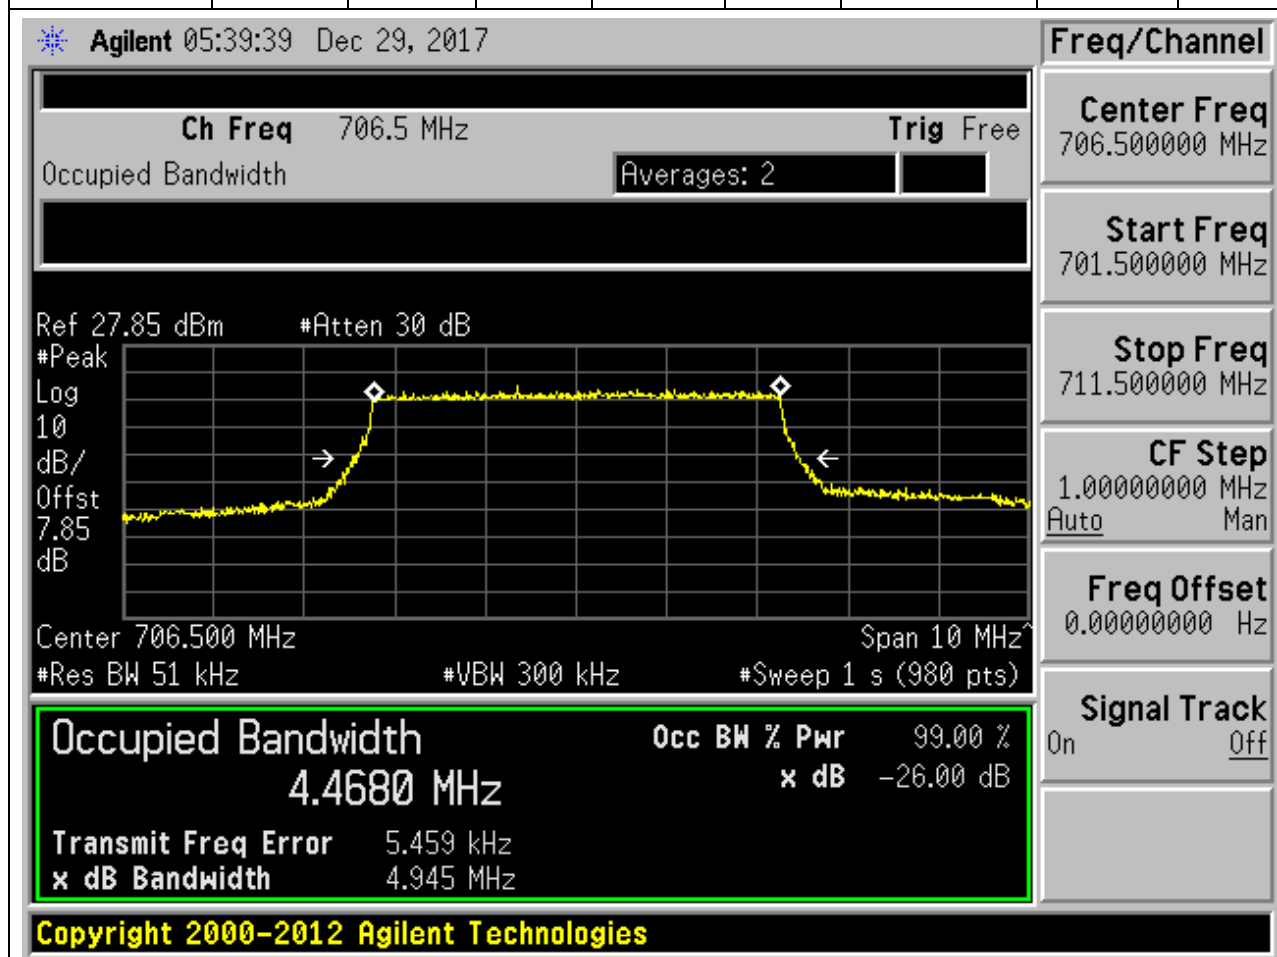 Agilent 05:39:39 Dec 29, 2017
Freq/Channel
Ch Freq 706.5 MHz Trig Free
Occupied Bandwidth Averages: 2
Ref 27.85 dBm #Atten 30 dB
#Peak
Log
10
dB/
Offst
7.85
dB
Center 706.500 MHz Span 10 MHz^
#Res BW 51 kHz #VBW 300 kHz #Sweep 1 s (980 pts)
Occupied Bandwidth Occ BW % Pwr 99.00 %
4.4680 MHz x dB -26.00 dB
Transmit Freq Error 5.459 kHz
x dB Bandwidth 4.945 MHz
Center Freq
706.500000 MHz
Start Freq
701.500000 MHz
Stop Freq
711.500000 MHz
CF Step
1.00000000 MHz
Auto Man
Freq Offset
0.00000000 Hz
Signal Track
On Off
Copyright 2000-2012 Agilent Technologies